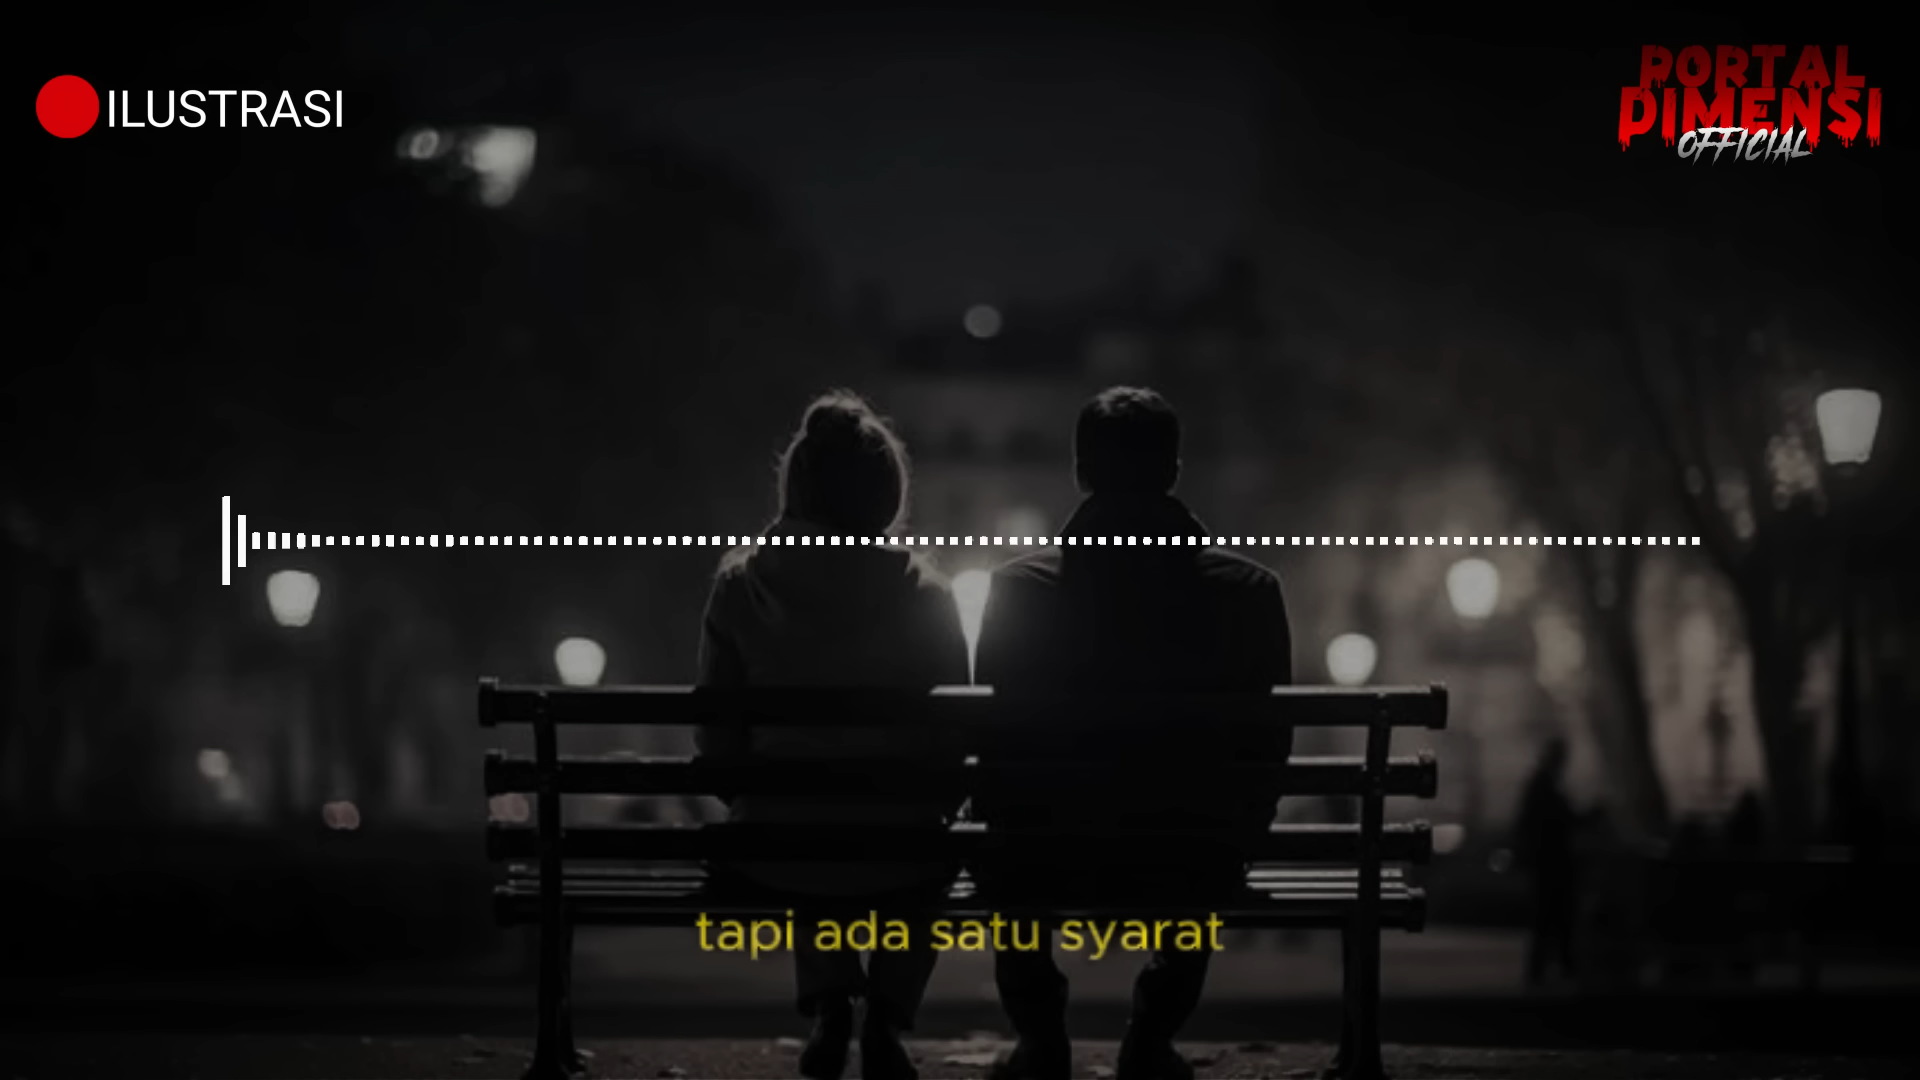 ILUSTRASI
PORTAL
DIMENSI
OFFICIAL
tapi ada satu syarat